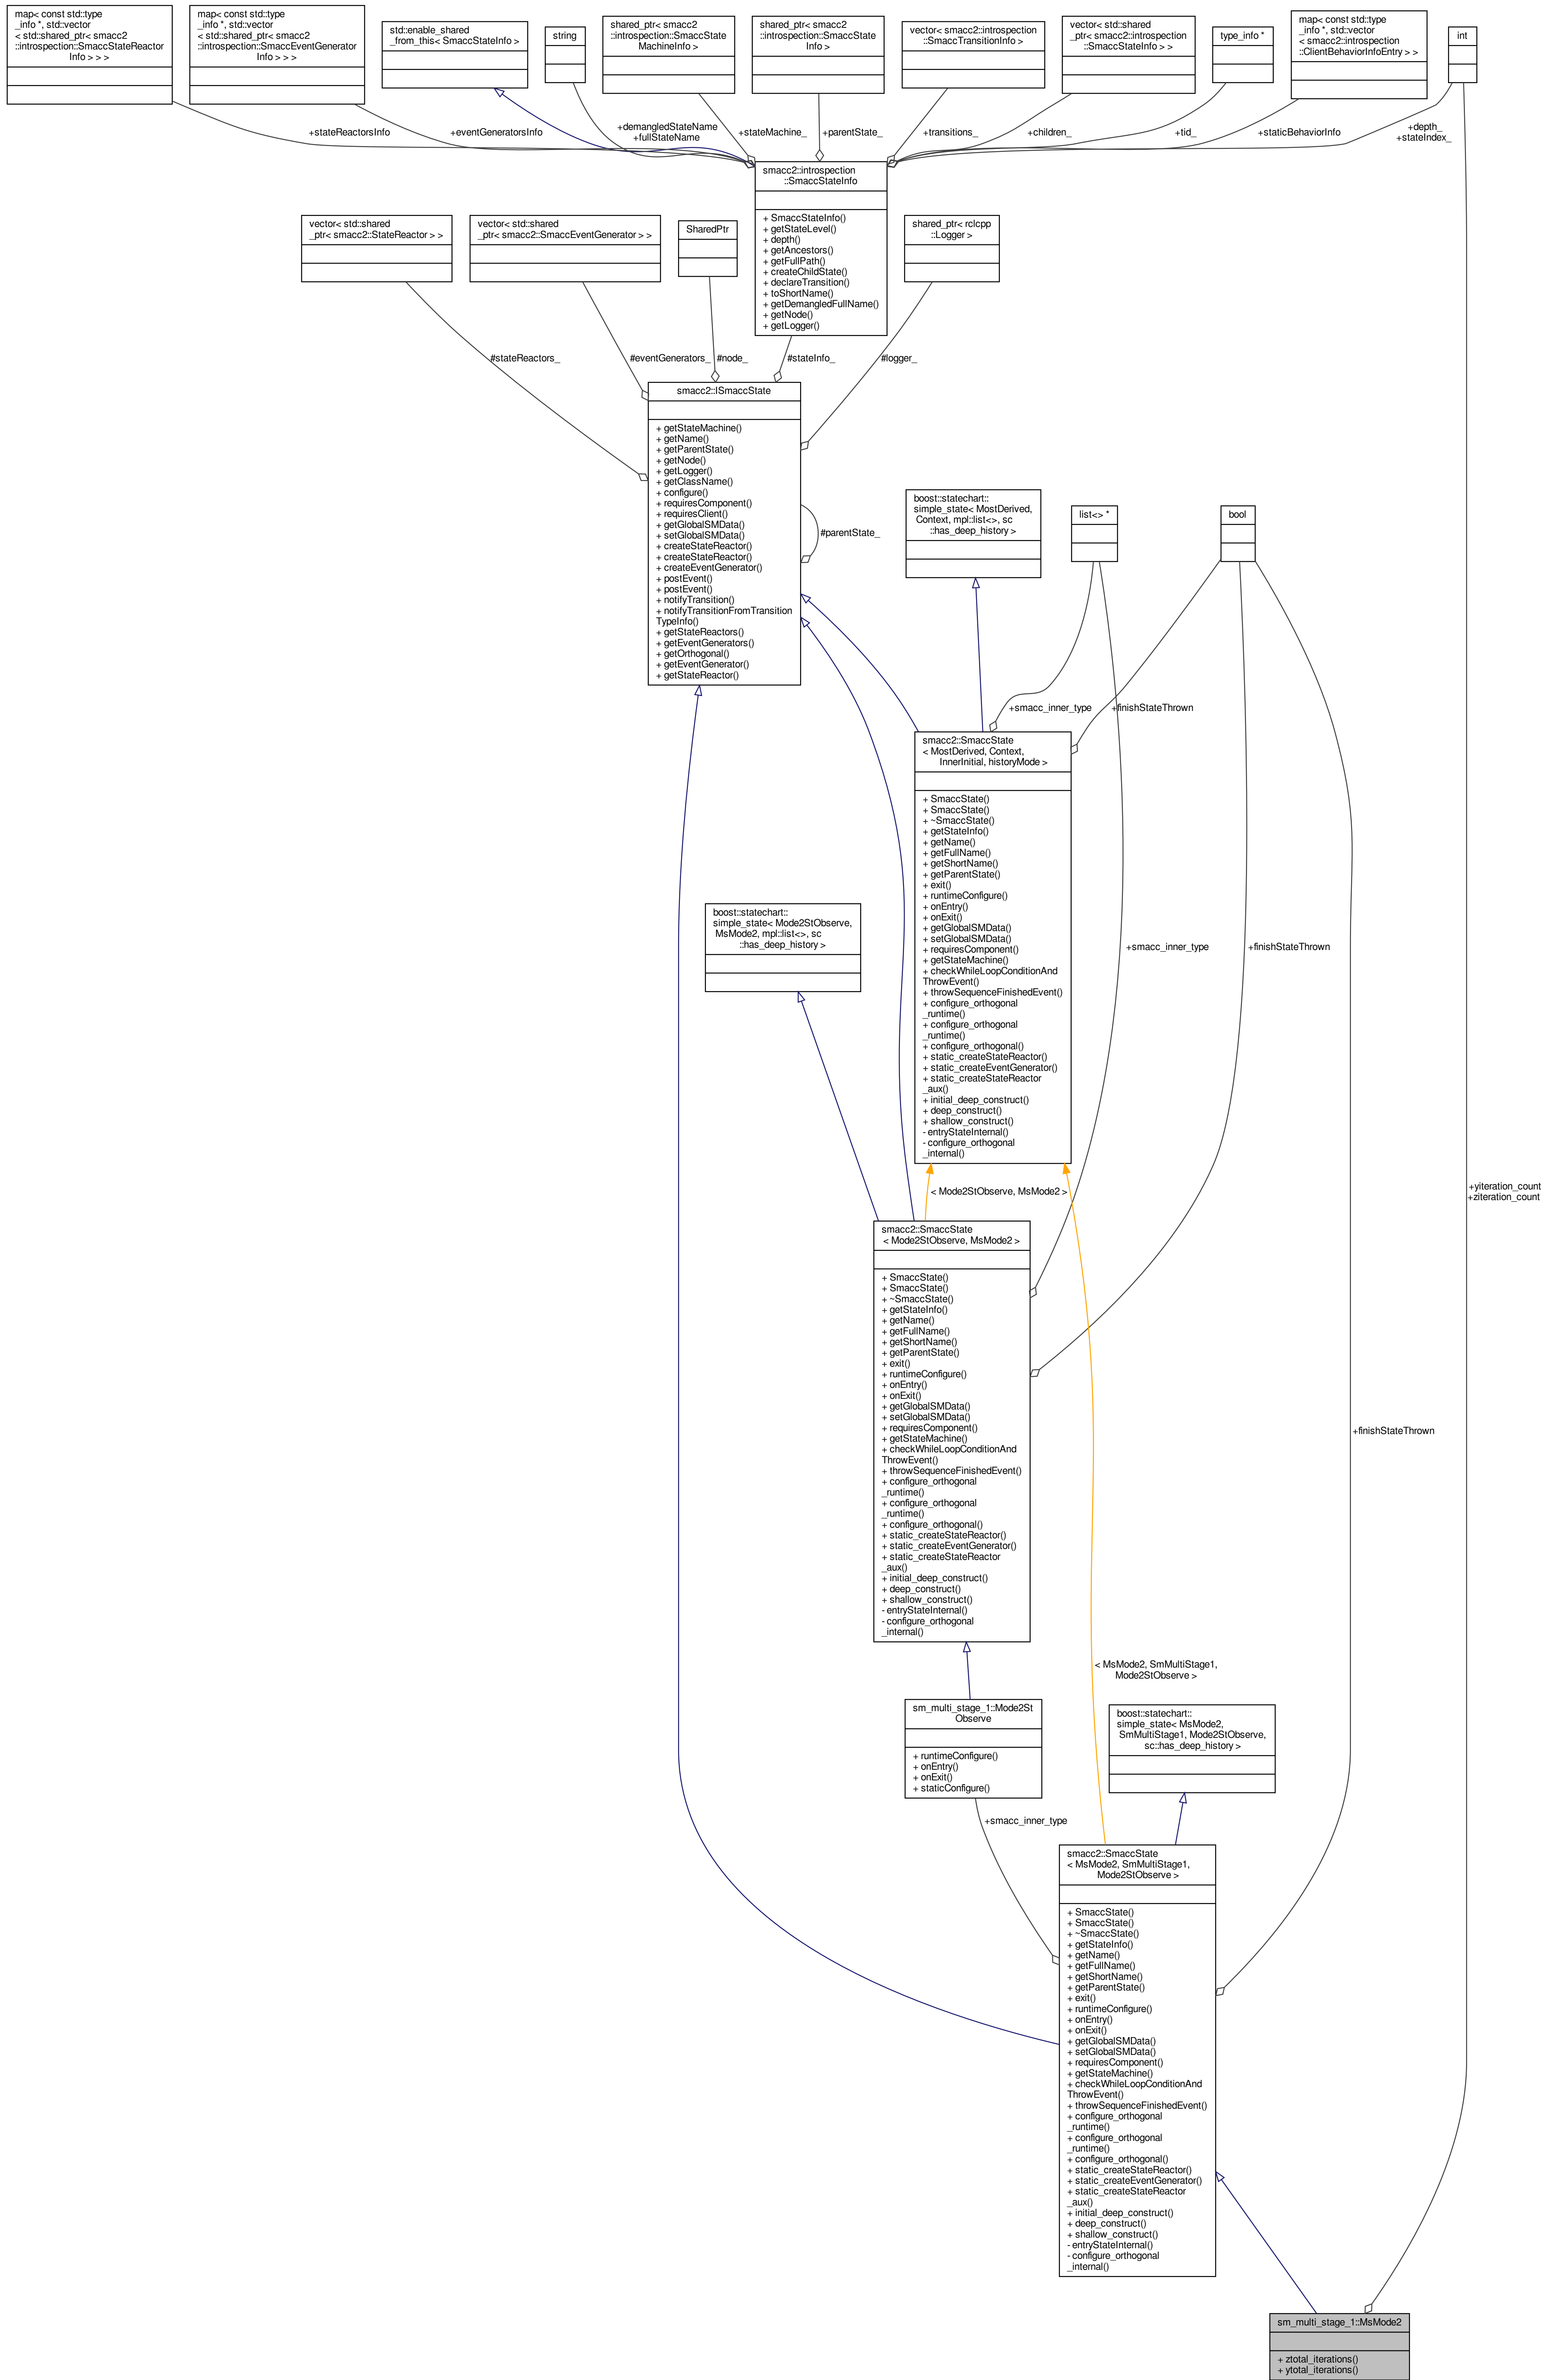 map< const std::type
_info *, std::vector
< std::shared_ptr< smacc2
::introspection::SmaccStateReactor
Info > > >
map< const std::type
_info *, std::vector
< std::shared_ptr< smacc2
::introspection::SmaccEventGenerator
Info > > >
std::enable_shared
_from_this< SmaccStateInfo >
string
shared_ptr< smacc2
::introspection::SmaccState
MachineInfo >
shared_ptr< smacc2
::introspection::SmaccState
Info >
vector< smacc2::introspection
::SmaccTransitionInfo >
vector< std::shared
_ptr< smacc2::introspection
::SmaccStateInfo > >
type_info *
map< const std::type
_info *, std::vector
< smacc2::introspection
::ClientBehaviorInfoEntry > >
int
+stateReactorsInfo
+eventGeneratorsInfo
+demangledStateName
+fullStateName
+stateMachine_
+parentState_
+transitions_
+children_
+tid_
+staticBehaviorInfo
+depth_
+stateIndex_
smacc2::introspection
::SmaccStateInfo
+ SmaccStateInfo()
+ getStateLevel()
+ depth()
+ getAncestors()
+ getFullPath()
+ createChildState()
+ declareTransition()
+ toShortName()
+ getDemangledFullName()
+ getNode()
+ getLogger()
vector< std::shared
_ptr< smacc2::StateReactor > >
vector< std::shared
_ptr< smacc2::SmaccEventGenerator > >
SharedPtr
shared_ptr< rclcpp
::Logger >
#stateReactors_
#eventGenerators_
#node_
#stateInfo_
#logger_
smacc2::ISmaccState
+ getStateMachine()
+ getName()
+ getParentState()
+ getNode()
+ getLogger()
+ getClassName()
+ configure()
+ requiresComponent()
+ requiresClient()
+ getGlobalSMData()
+ setGlobalSMData()
+ createStateReactor()
+ createStateReactor()
+ createEventGenerator()
+ postEvent()
+ postEvent()
+ notifyTransition()
+ notifyTransitionFromTransition
TypeInfo()
+ getStateReactors()
+ getEventGenerators()
+ getOrthogonal()
+ getEventGenerator()
+ getStateReactor()
#parentState_
boost::statechart::
simple_state< MostDerived,
Context, mpl::list<>, sc
::has_deep_history >
list<> *
bool
+smacc_inner_type
+finishStateThrown
smacc2::SmaccState
< MostDerived, Context,
InnerInitial, historyMode >
+ SmaccState()
+ SmaccState()
+ ~SmaccState()
+ getStateInfo()
+ getName()
+ getFullName()
+ getShortName()
+ getParentState()
+ exit()
+ runtimeConfigure()
+ onEntry()
+ onExit()
+ getGlobalSMData()
+ setGlobalSMData()
+ requiresComponent()
+ getStateMachine()
+ checkWhileLoopConditionAnd
ThrowEvent()
+ throwSequenceFinishedEvent()
+ configure_orthogonal
_runtime()
+ configure_orthogonal
_runtime()
+ configure_orthogonal()
+ static_createStateReactor()
+ static_createEventGenerator()
+ static_createStateReactor
_aux()
+ initial_deep_construct()
+ deep_construct()
+ shallow_construct()
- entryStateInternal()
- configure_orthogonal
_internal()
boost::statechart::
simple_state< Mode2StObserve,
MsMode2, mpl::list<>, sc
::has_deep_history >
+smacc_inner_type
+finishStateThrown
< Mode2StObserve, MsMode2 >
+yiteration_count
+ziteration_count
smacc2::SmaccState
< Mode2StObserve, MsMode2 >
+ SmaccState()
+ SmaccState()
+ ~SmaccState()
+ getStateInfo()
+ getName()
+ getFullName()
+ getShortName()
+ getParentState()
+ exit()
+ runtimeConfigure()
+ onEntry()
+ onExit()
+ getGlobalSMData()
+ setGlobalSMData()
+ requiresComponent()
+ getStateMachine()
+ checkWhileLoopConditionAnd
ThrowEvent()
+ throwSequenceFinishedEvent()
+ configure_orthogonal
_runtime()
+ configure_orthogonal
_runtime()
+ configure_orthogonal()
+ static_createStateReactor()
+ static_createEventGenerator()
+ static_createStateReactor
_aux()
+ initial_deep_construct()
+ deep_construct()
+ shallow_construct()
- entryStateInternal()
- configure_orthogonal
_internal()
+finishStateThrown
< MsMode2, SmMultiStage1,
Mode2StObserve >
sm_multi_stage_1::Mode2St
Observe
+ runtimeConfigure()
+ onEntry()
+ onExit()
+ staticConfigure()
boost::statechart::
simple_state< MsMode2,
SmMultiStage1, Mode2StObserve,
sc::has_deep_history >
+smacc_inner_type
smacc2::SmaccState
< MsMode2, SmMultiStage1,
Mode2StObserve >
+ SmaccState()
+ SmaccState()
+ ~SmaccState()
+ getStateInfo()
+ getName()
+ getFullName()
+ getShortName()
+ getParentState()
+ exit()
+ runtimeConfigure()
+ onEntry()
+ onExit()
+ getGlobalSMData()
+ setGlobalSMData()
+ requiresComponent()
+ getStateMachine()
+ checkWhileLoopConditionAnd
ThrowEvent()
+ throwSequenceFinishedEvent()
+ configure_orthogonal
_runtime()
+ configure_orthogonal
_runtime()
+ configure_orthogonal()
+ static_createStateReactor()
+ static_createEventGenerator()
+ static_createStateReactor
_aux()
+ initial_deep_construct()
+ deep_construct()
+ shallow_construct()
- entryStateInternal()
- configure_orthogonal
_internal()
sm_multi_stage_1::MsMode2
+ ztotal_iterations()
+ ytotal_iterations()